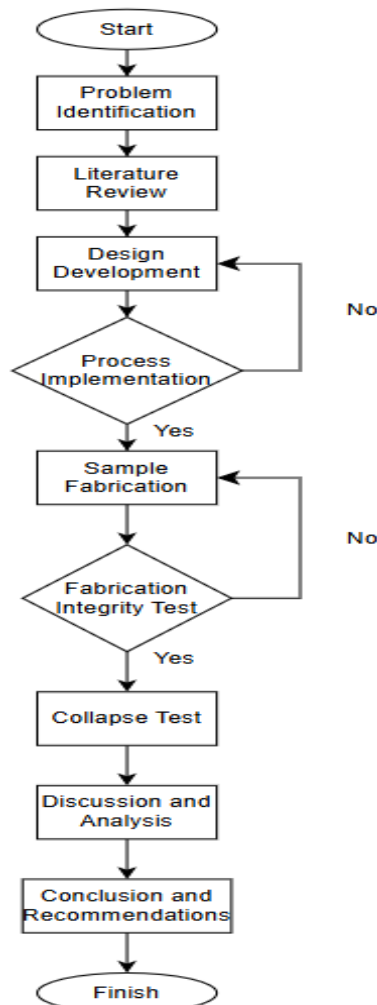 Start
Problem
Identification
Literature
Review
Design
Development
No
Process
Implementation
Yes
Sample
Fabrication
No
Fabrication
Integrity Test
Yes
Collapse Test
Discussion and
Analysis
Conclusion and
Recommendations
Finish